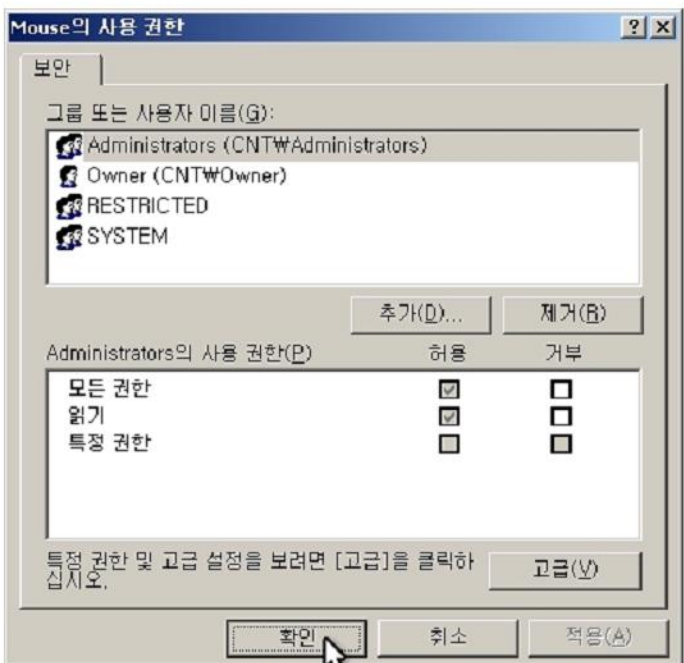 Mouse의 사용 권한
보안
그룹 또는 사용자 이름(G):
Administrators (CNT₩Administrators)
Owner (CNT₩Owner)
RESTRICTED
SYSTEM
추가(D)...
제거(R)
Administrators의 사용 권한(P) 허용 거부
모든 권한
읽기
특정 권한
특정 권한 및 고급 설정을 보려면 [고급]을 클릭하
십시오.
고급(V)
확인
취소
적용(A)